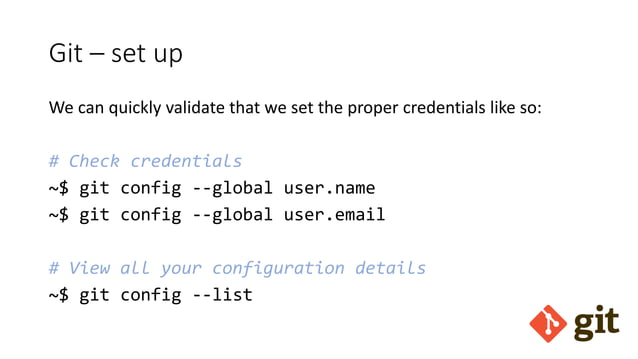 Git – set up
We can quickly validate that we set the proper credentials like so:
# Check credentials
~$ git config --global user.name
~$ git config --global user.email
# View all your configuration details
~$ git config --list
git